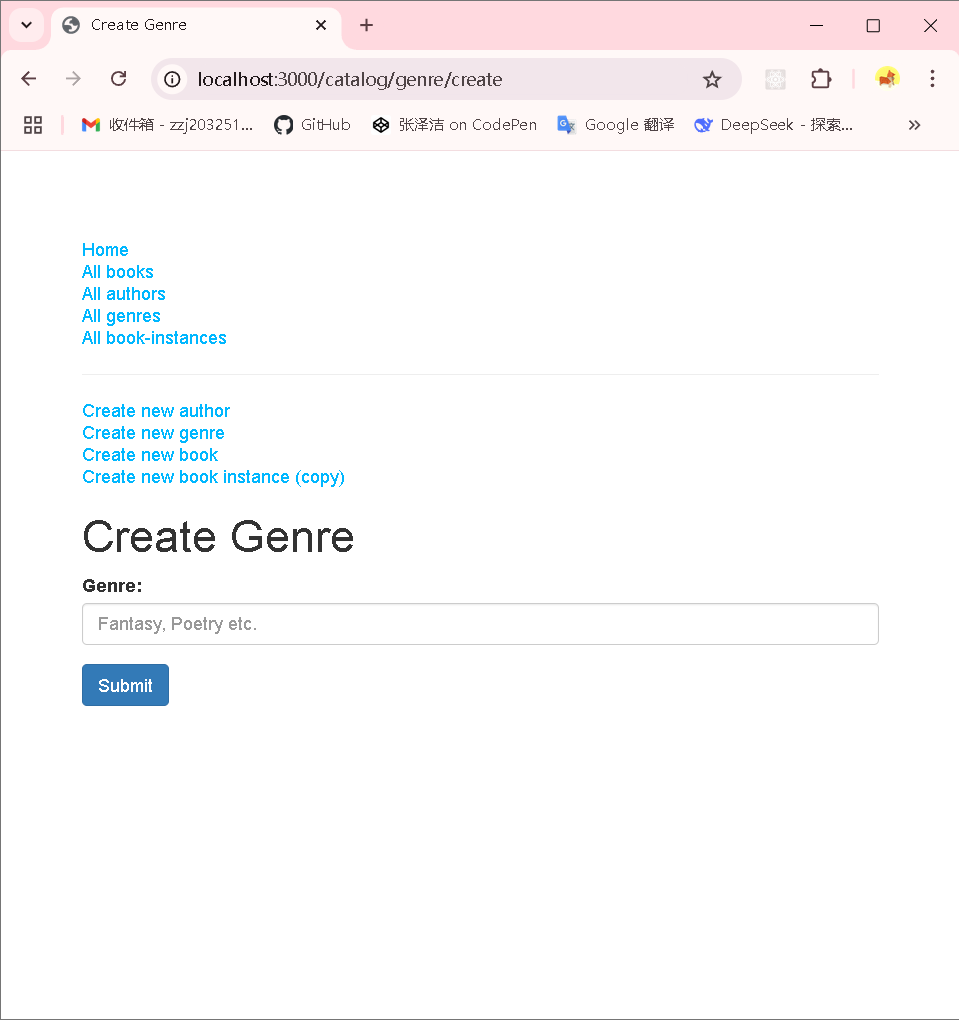 Create Genre
localhost:3000/catalog/genre/create
收件箱 - zzj203251... GitHub 张泽洁 on CodePen Google 翻译 DeepSeek - 探索...
Home
All books
All authors
All genres
All book-instances
Create new author
Create new genre
Create new book
Create new book instance (copy)
Create Genre
Genre:
Fantasy, Poetry etc.
Submit